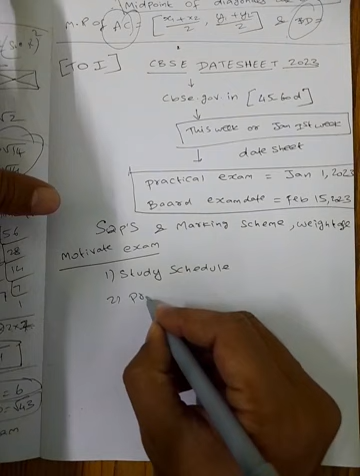 Midpoint of diagonals
M.P of AC = [x1+x2/2, y1+y2/2] & BD =
[TOI] CBSE DATESHEET 2023
↓
Cbse.gov.in [45.6od]
↓
This week or Jan 1st week
↓ date sheet
practical exam = Jan 1, 2023
Board examdate = Feb 15, 2023
SQP'S & Marking Scheme, weightage
Motivate exam
1) Study Schedule
2) Pr